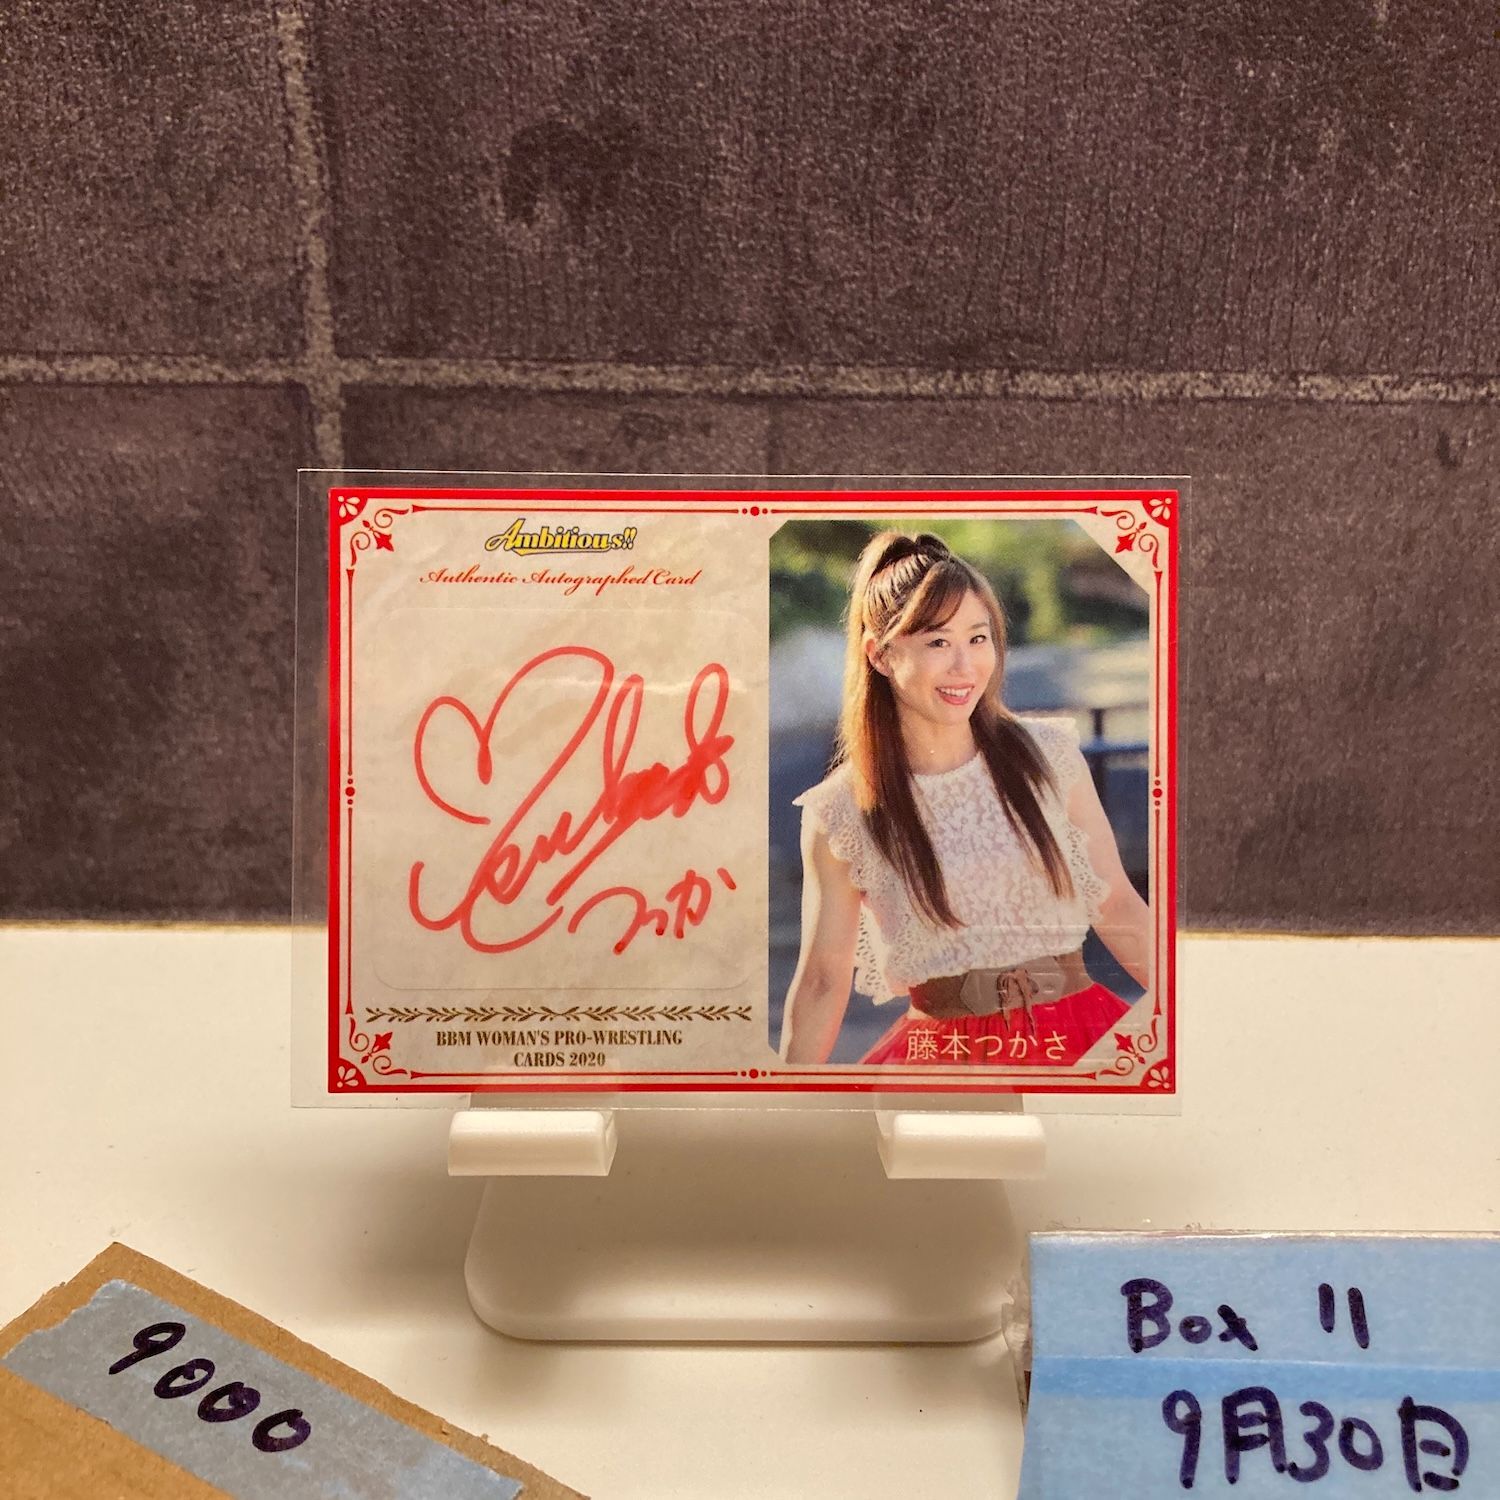 Ambitious!!
Authentic Autographed Card
つっか
BBM WOMAN'S PRO-WRESTLING
CARDS 2020
藤本つかさ
9000
Box 11
9月30日